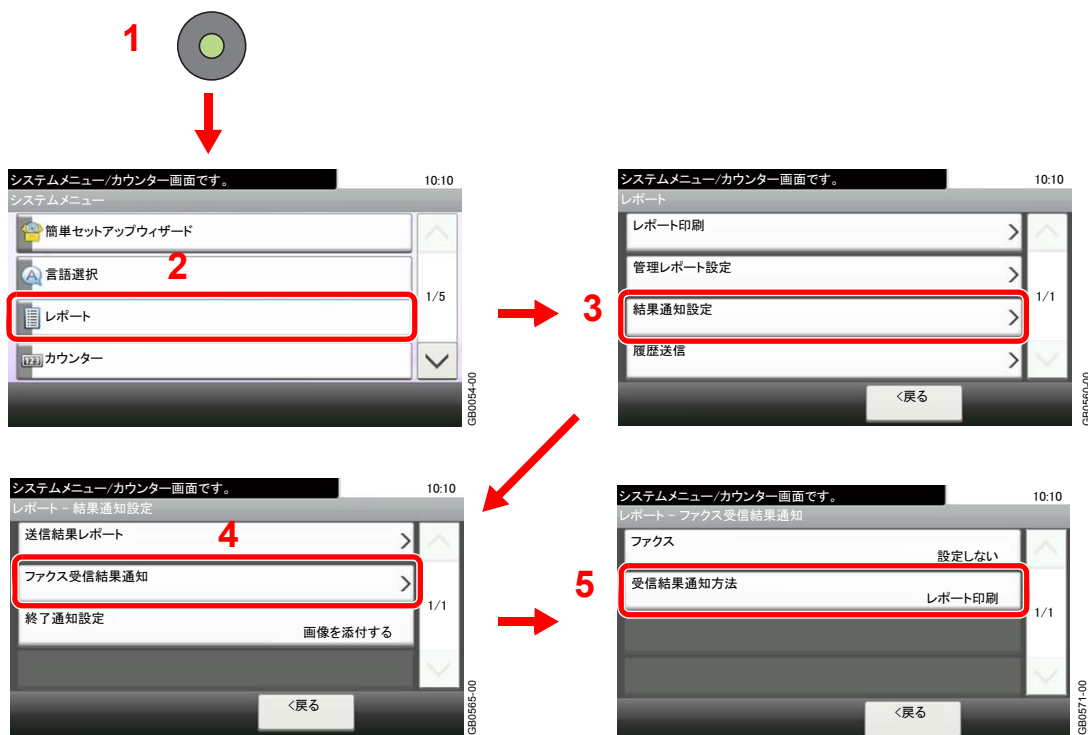 1
システムメニュー/カウンター画面です。 10:10
システムメニュー
簡単セットアップウィザード
言語選択
2
1/5
レポート
カウンター
GB0054-00
システムメニュー/カウンター画面です。 10:10
レポート
レポート印刷
管理レポート設定
3
結果通知設定
1/1
履歴送信
<戻る
GB0560-00
システムメニュー/カウンター画面です。 10:10
レポート - 結果通知設定
送信結果レポート
4
ファクス受信結果通知
1/1
終了通知設定
画像を添付する
<戻る
GB0565-00
システムメニュー/カウンター画面です。 10:10
レポート - ファクス受信結果通知
ファクス
設定しない
5
受信結果通知方法
レポート印刷
1/1
<戻る
GB0571-00